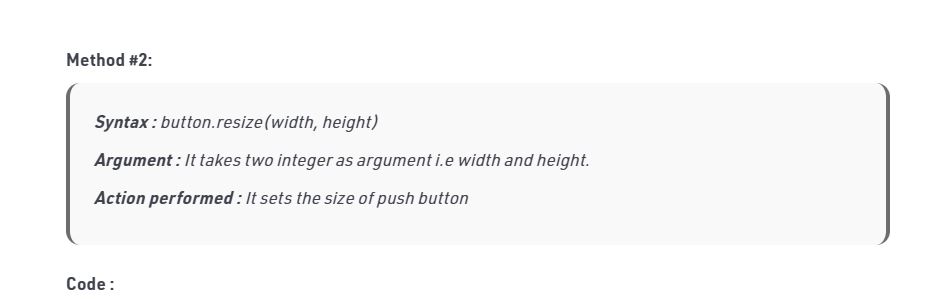 Method #2:
Syntax : button.resize(width, height)
Argument : It takes two integer as argument i.e width and height.
Action performed : It sets the size of push button
Code :